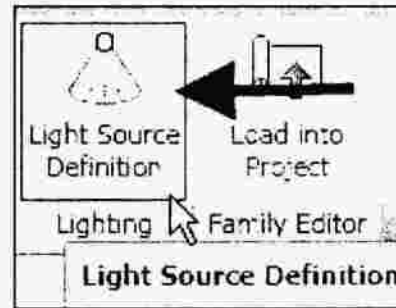 Light Source Load into
Definition Project
Lighting Family Editor
Light Source Definition